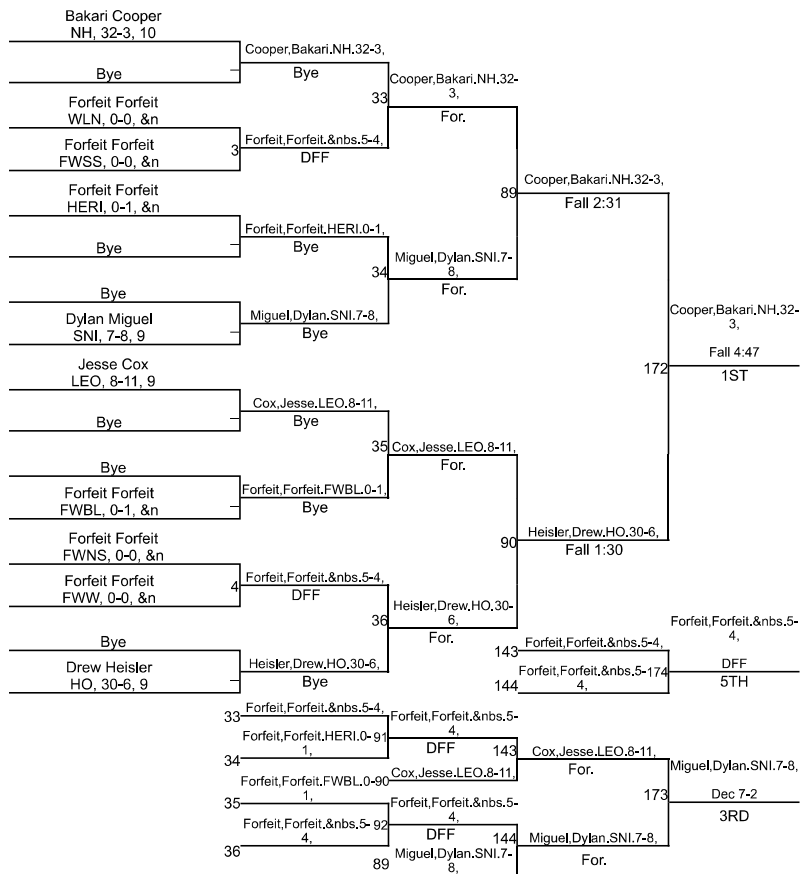 Bakari Cooper
NH, 32-3, 10
Bye
Cooper,Bakari.NH.32-3,
Bye
Forfeit Forfeit
WLN, 0-0, &n
Forfeit Forfeit
FWSS, 0-0, &n
3
Forfeit,Forfeit.&nbs.5-4,
DFF
33
Cooper,Bakari.NH.32-
3,
For.
Forfeit Forfeit
HERI, 0-1, &n
Bye
Forfeit,Forfeit.HERI.0-1,
Bye
Bye
Dylan Miguel
SNI, 7-8, 9
Miguel,Dylan.SNI.7-8,
Bye
34
Miguel,Dylan.SNI.7-
8,
For.
89
Cooper,Bakari.NH.32-3,
Fall 2:31
Jesse Cox
LEO, 8-11, 9
Bye
Cox,Jesse.LEO.8-11,
Bye
Bye
Forfeit Forfeit
FWBL, 0-1, &n
Forfeit,Forfeit.FWBL.0-1,
Bye
35
Cox,Jesse.LEO.8-11,
For.
Forfeit Forfeit
FWNS, 0-0, &n
Forfeit Forfeit
FWW, 0-0, &n
4
Forfeit,Forfeit.&nbs.5-4,
DFF
Bye
Drew Heisler
HO, 30-6, 9
Heisler,Drew.HO.30-6,
Bye
36
Heisler,Drew.HO.30-
6,
For.
90
Heisler,Drew.HO.30-6,
Fall 1:30
172
Cooper,Bakari.NH.32-
3,
Fall 4:47
1ST
143
Forfeit,Forfeit.&nbs.5-4,
144
Forfeit,Forfeit.&nbs.5-
4,
174
Forfeit,Forfeit.&nbs.5-
4,
DFF
5TH
33
Forfeit,Forfeit.&nbs.5-4,
34
Forfeit,Forfeit.HERI.0-
1,
91
Forfeit,Forfeit.&nbs.5-
4,
DFF
90
Cox,Jesse.LEO.8-11,
143
Cox,Jesse.LEO.8-11,
For.
35
Forfeit,Forfeit.FWBL.0-
1,
36
Forfeit,Forfeit.&nbs.5-
4,
92
Forfeit,Forfeit.&nbs.5-
4,
DFF
89
Miguel,Dylan.SNI.7-
8,
144
Miguel,Dylan.SNI.7-8,
For.
173
Miguel,Dylan.SNI.7-8,
Dec 7-2
3RD